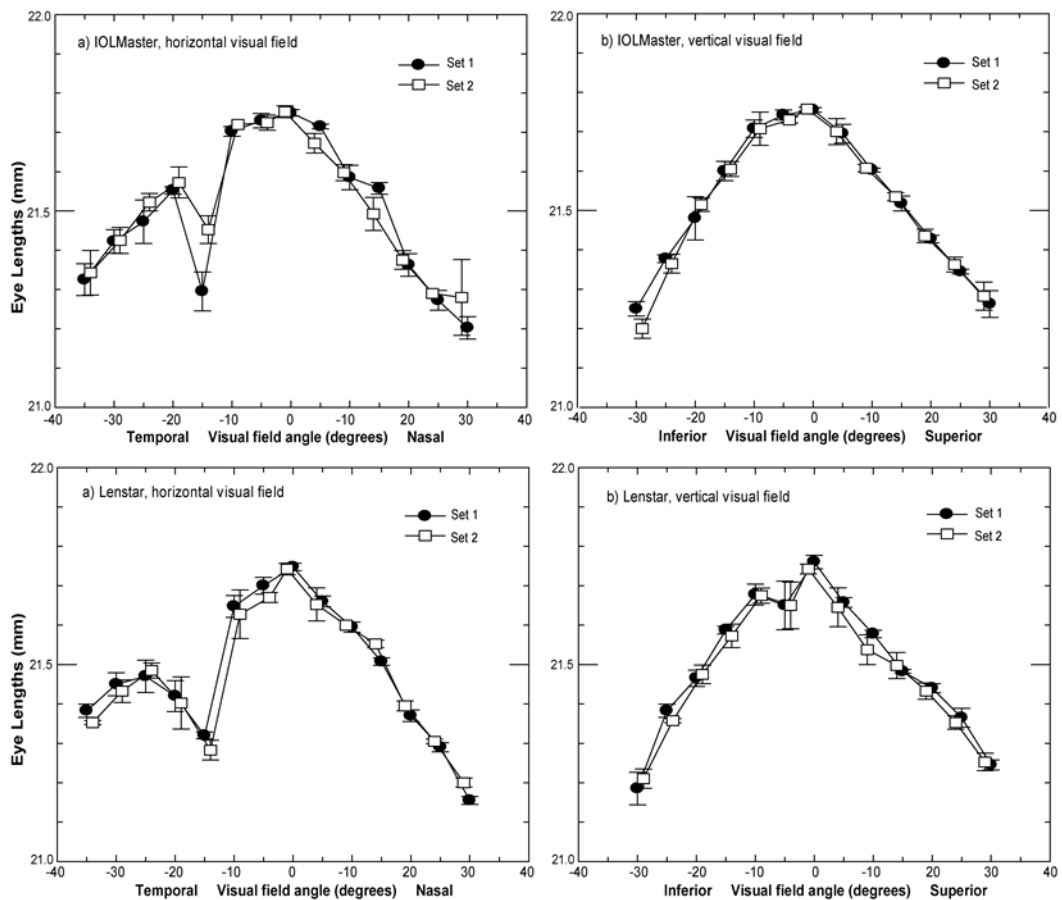 22.0
a) IOLMaster, horizontal visual field
Set 1
Set 2
21.5
21.0
Eye Lengths (mm)
-40 -30 -20 -10 0 -10 20 30 40
Temporal Visual field angle (degrees) Nasal
22.0
b) IOLMaster, vertical visual field
Set 1
Set 2
21.5
21.0
-40 -30 -20 -10 0 -10 20 30 40
Inferior Visual field angle (degrees) Superior
22.0
a) Lenstar, horizontal visual field
Set 1
Set 2
21.5
21.0
Eye Lengths (mm)
-40 -30 -20 -10 0 -10 20 30 40
Temporal Visual field angle (degrees) Nasal
22.0
b) Lenstar, vertical visual field
Set 1
Set 2
21.5
21.0
-40 -30 -20 -10 0 -10 20 30 40
Inferior Visual field angle (degrees) Superior